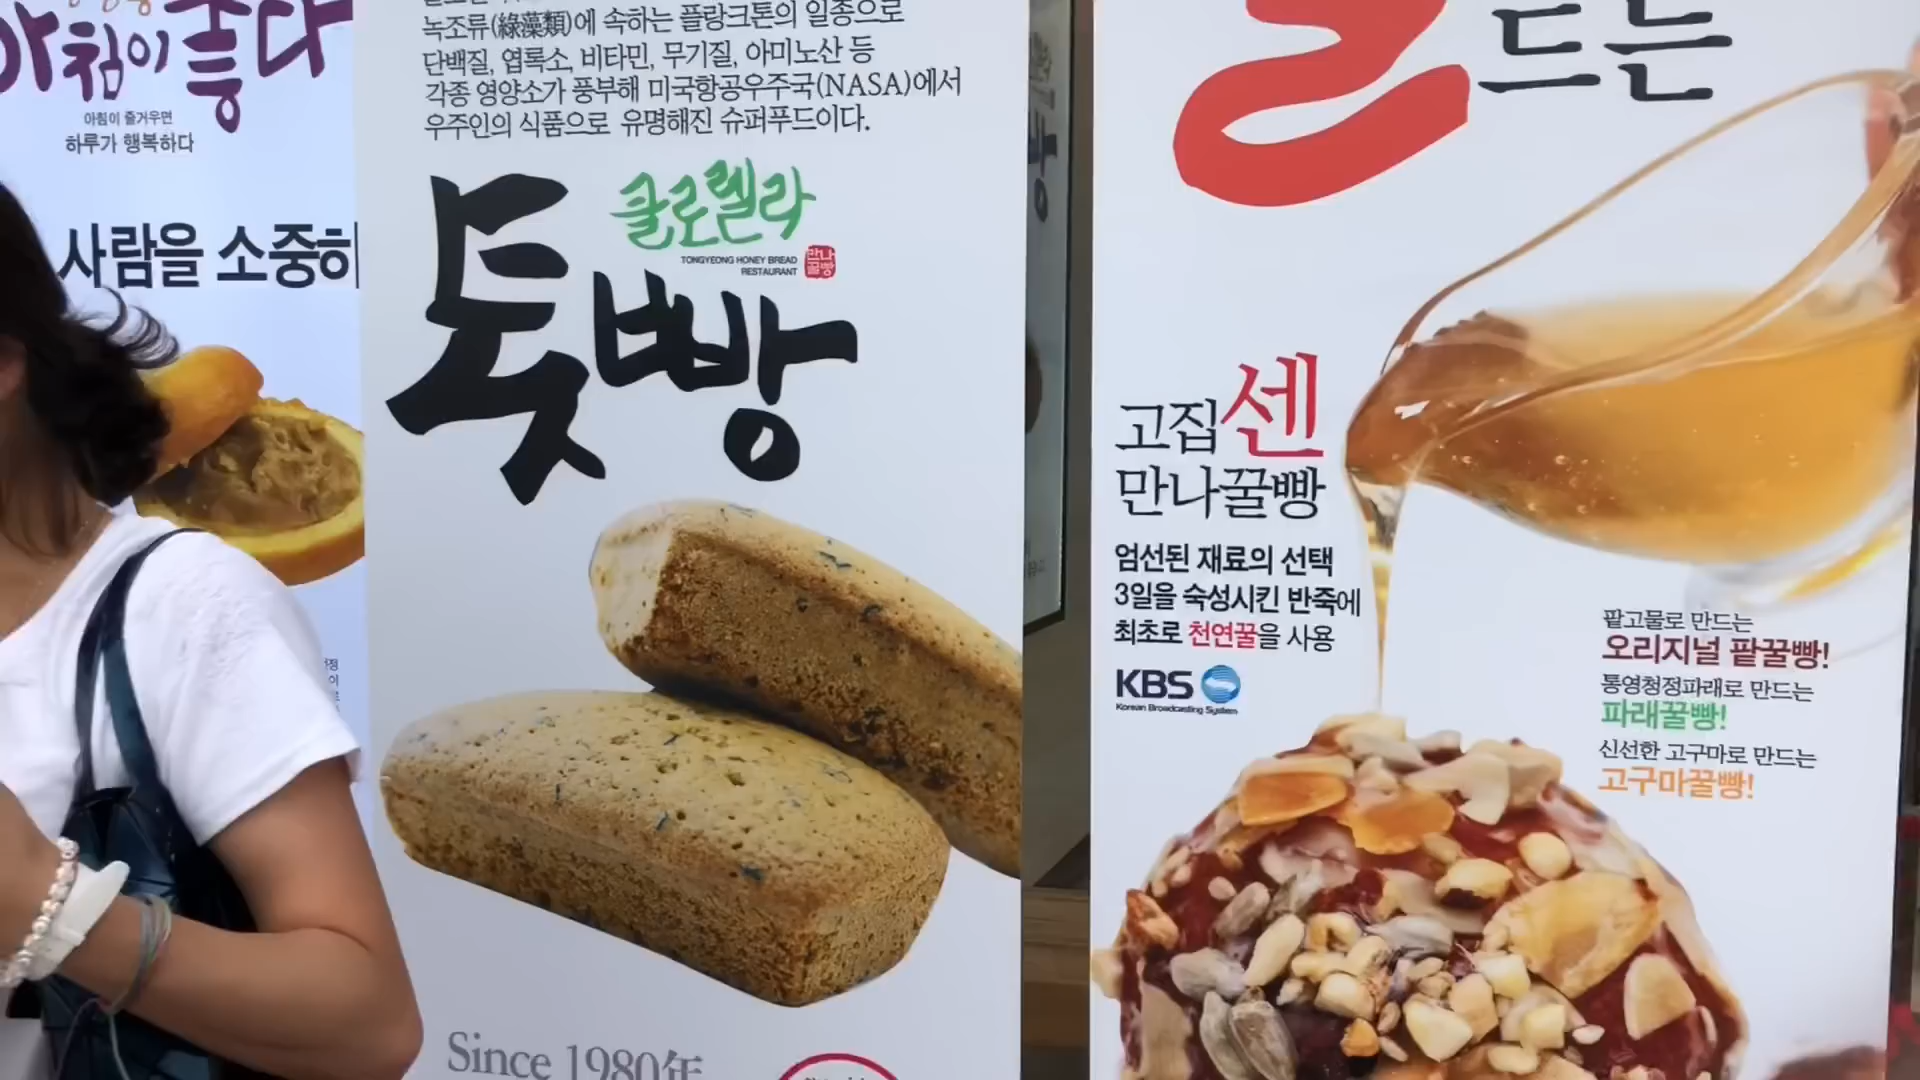 아침이 좋다
아침이 즐거우면
하루가 행복하다
사람을 소중히
녹조류(綠藻類)에 속하는 플랑크톤의 일종으로
단백질, 엽록소, 비타민, 무기질, 아미노산 등
각종 영양소가 풍부해 미국항공우주국(NASA)에서
우주인의 식품으로 유명해진 슈퍼푸드이다.
클로렐라
TONGYEONG HONEY BREAD
RESTAURANT
만나
꿀빵
톳빵
Since 1980年
드는
고집센
만나꿀빵
엄선된 재료의 선택
3일을 숙성시킨 반죽에
최초로 천연꿀을 사용
KBS
Korean Broadcasting System
팥고물로 만드는
오리지널 팥꿀빵!
통영청정파래로 만드는
파래꿀빵!
신선한 고구마로 만드는
고구마꿀빵!